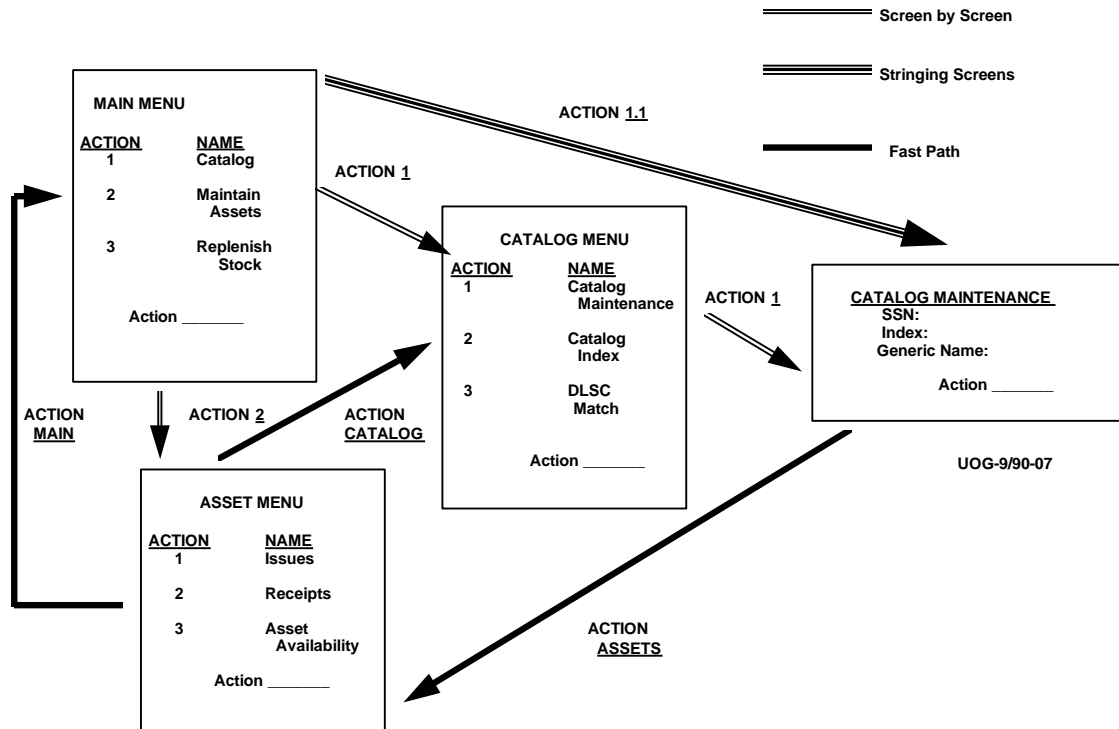 Screen by Screen
Stringing Screens
Fast Path
ACTION 1.1
MAIN MENU
ACTION NAME
1 Catalog
2 Maintain
Assets
3 Replenish
Stock
Action _______
ACTION 1
CATALOG MENU
ACTION NAME
1 Catalog
Maintenance
2 Catalog
Index
3 DLSC
Match
Action _______
ACTION 1
CATALOG MAINTENANCE
SSN:
Index:
Generic Name:
Action _______
UOG-9/90-07
ACTION
MAIN
ACTION 2
ACTION
CATALOG
ASSET MENU
ACTION NAME
1 Issues
2 Receipts
3 Asset
Availability
Action _______
ACTION
ASSETS